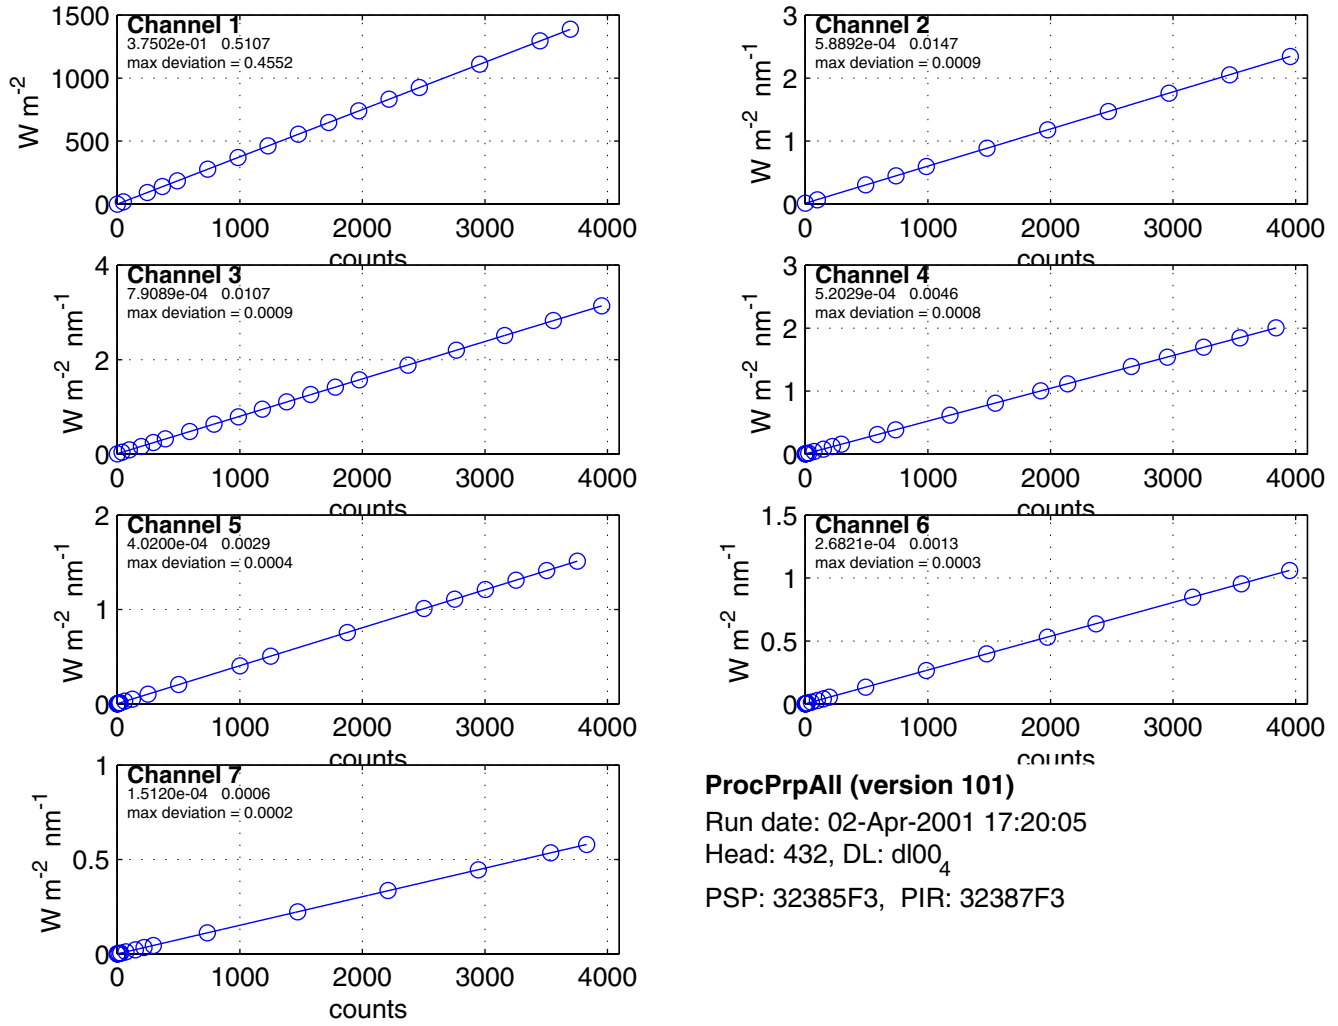 Channel 1
3.7502e-01 0.5107
max deviation = 0.4552
1500
1000
500
0
W m-2
0 1000 2000 3000 4000
counts
Channel 2
5.8892e-04 0.0147
max deviation = 0.0009
3
2
1
0
W m-2 nm-1
0 1000 2000 3000 4000
counts
Channel 3
7.9089e-04 0.0107
max deviation = 0.0009
4
2
0
W m-2 nm-1
0 1000 2000 3000 4000
counts
Channel 4
5.2029e-04 0.0046
max deviation = 0.0008
3
2
1
0
W m-2 nm-1
0 1000 2000 3000 4000
counts
Channel 5
4.0200e-04 0.0029
max deviation = 0.0004
2
1
0
W m-2 nm-1
0 1000 2000 3000 4000
counts
Channel 6
2.6821e-04 0.0013
max deviation = 0.0003
1.5
1
0.5
0
W m-2 nm-1
0 1000 2000 3000 4000
counts
Channel 7
1.5120e-04 0.0006
max deviation = 0.0002
1
0.5
0
W m-2 nm-1
0 1000 2000 3000 4000
counts
ProcPrpAll (version 101)
Run date: 02-Apr-2001 17:20:05
Head: 432, DL: dl004
PSP: 32385F3, PIR: 32387F3